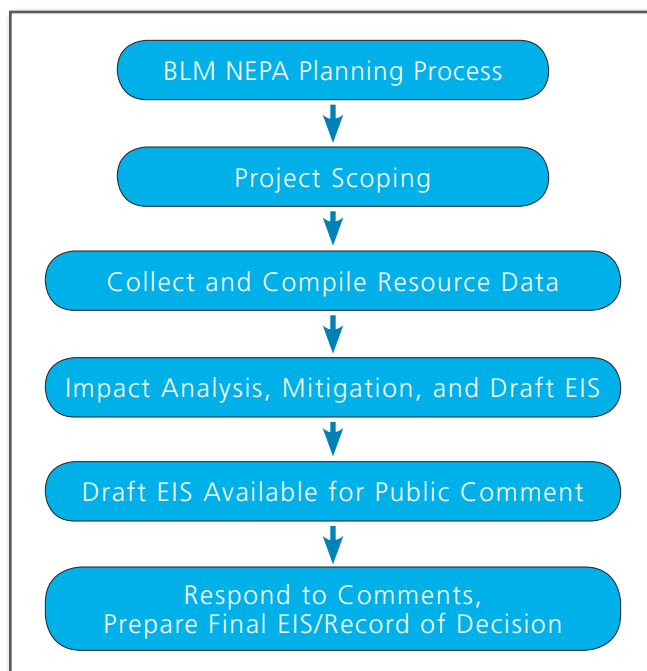 BLM NEPA Planning Process
Project Scoping
Collect and Compile Resource Data
Impact Analysis, Mitigation, and Draft EIS
Draft EIS Available for Public Comment
Respond to Comments,
Prepare Final EIS/Record of Decision